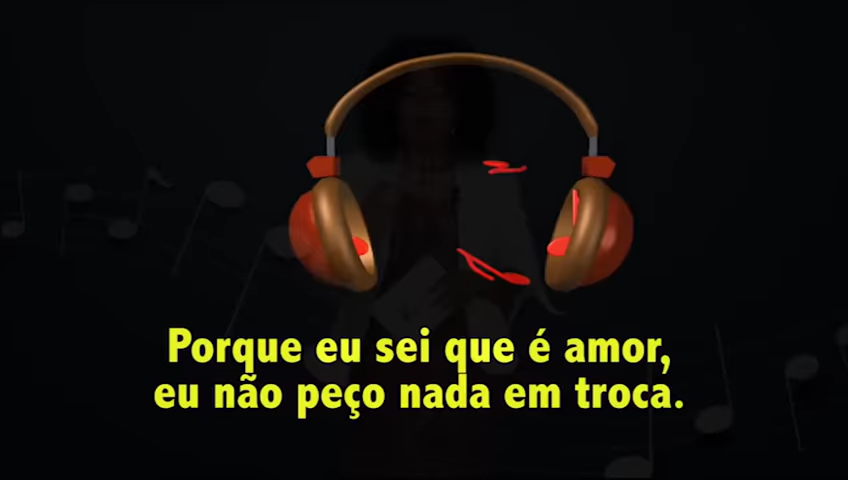 Porque eu sei que é amor,
eu não peço nada em troca.